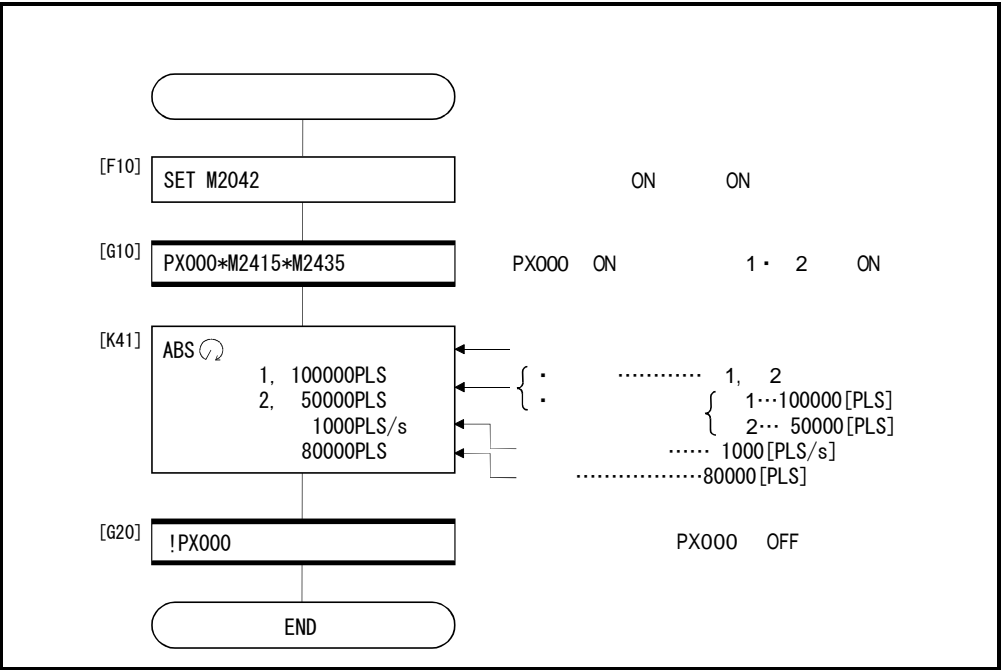 [F10] SET M2042 ON ON
[G10] PX000*M2415*M2435 PX000 ON 1・ 2 ON
[K41] ABS
1, 100000PLS ・ ………… 1, 2
2, 50000PLS ・ 1…100000[PLS]
1000PLS/s 2… 50000[PLS]
80000PLS …… 1000[PLS/s]
………………80000[PLS]
[G20] !PX000 PX000 OFF
END